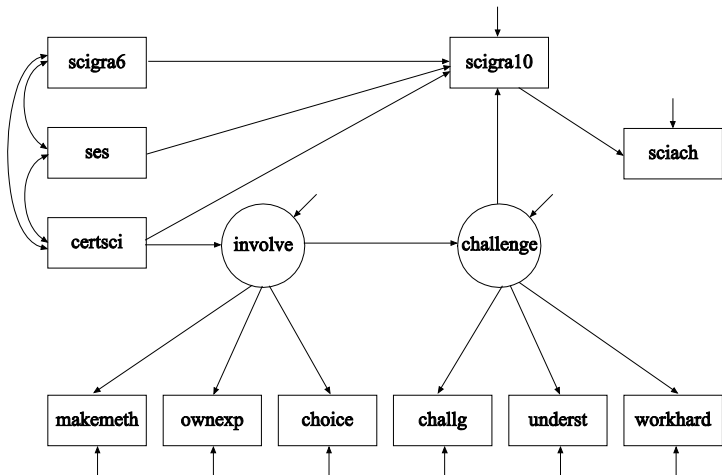 scigra6
scigra10
ses
sciach
certsci
involve
challenge
makemeth
ownexp
choice
challg
underst
workhard